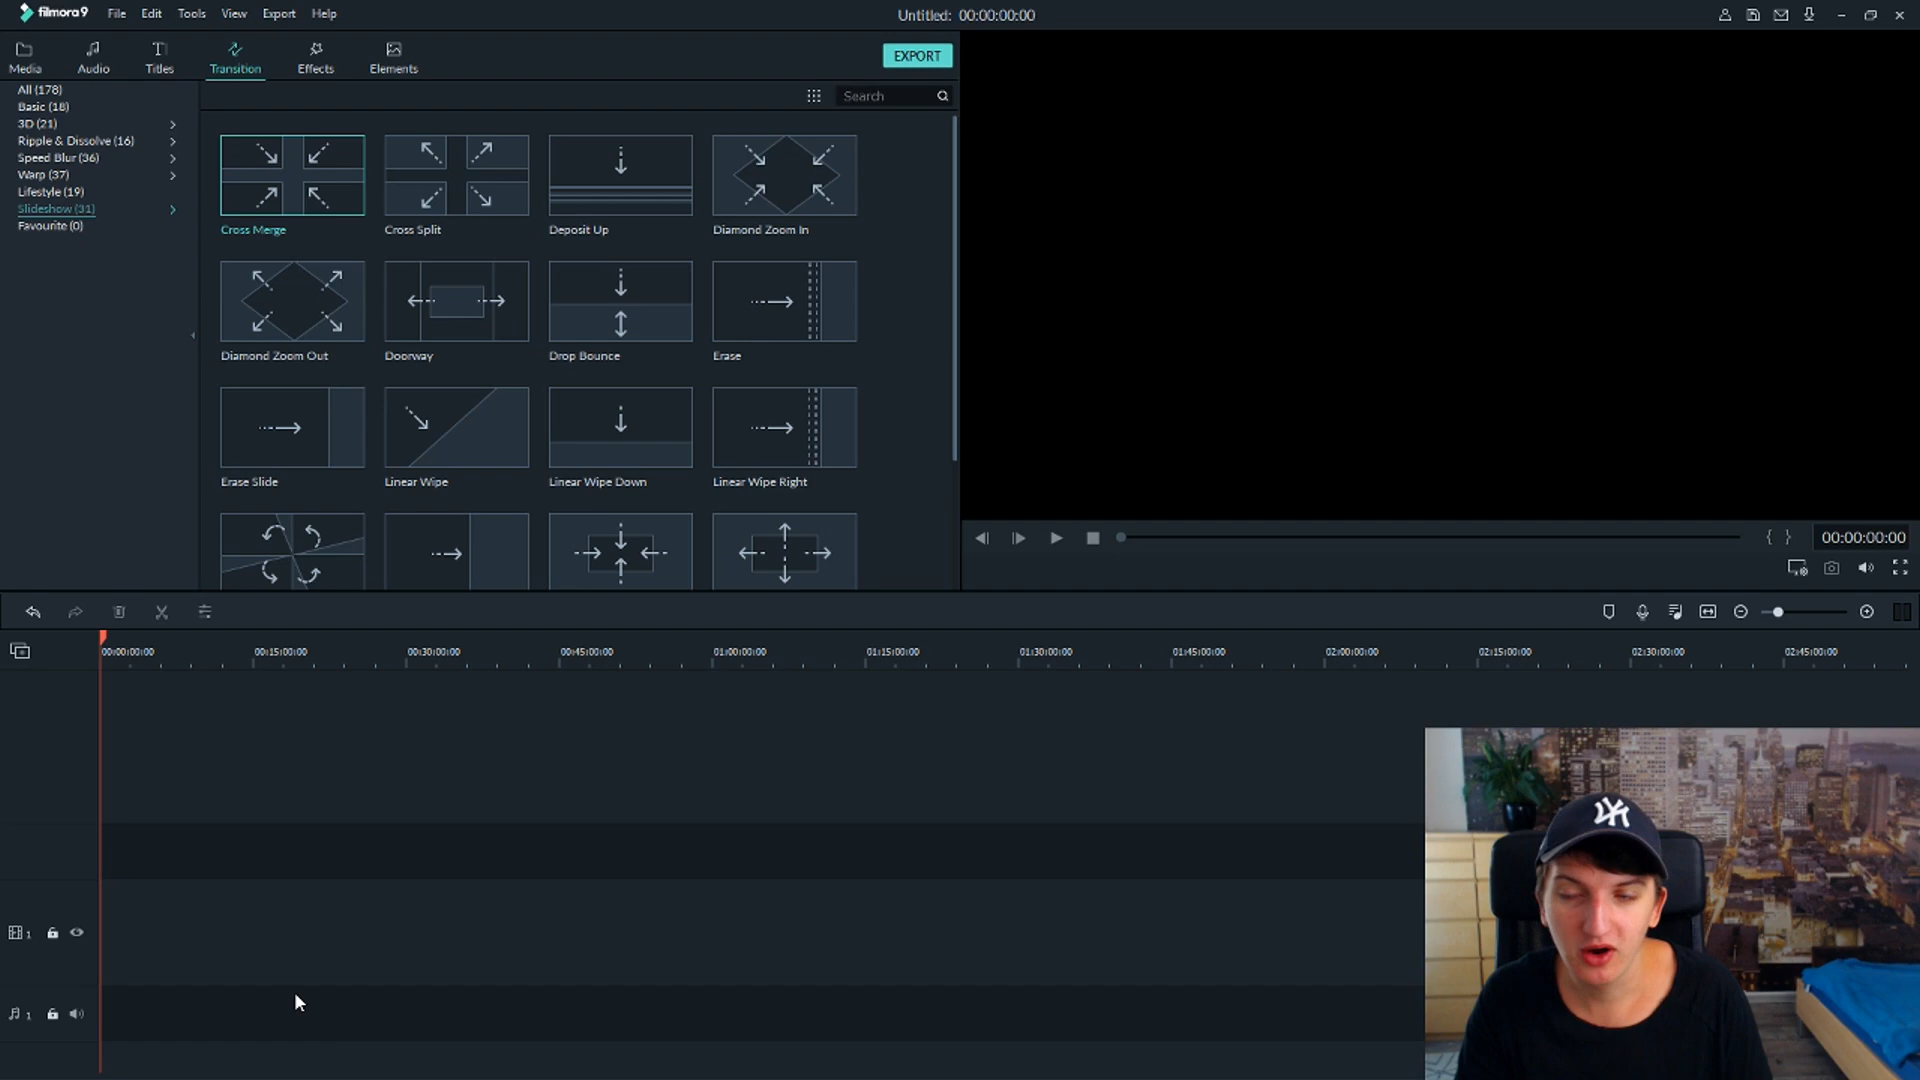 filmora9 File Edit Tools View Export Help
Untitled: 00:00:00:00
Media Audio Titles Transition Effects Elements
EXPORT
All (178)
Basic (18)
3D (21)
Ripple & Dissolve (16)
Speed Blur (36)
Warp (37)
Lifestyle (19)
Slideshow (31)
Favourite (0)
Search
Cross Merge Cross Split Deposit Up Diamond Zoom In
Diamond Zoom Out Doorway Drop Bounce Erase
Erase Slide Linear Wipe Linear Wipe Down Linear Wipe Right
{ } 00:00:00:00
00:00:00:00 00:15:00:00 00:30:00:00 00:45:00:00 01:00:00:00 01:15:00:00 01:30:00:00 01:45:00:00 02:00:00:00 02:15:00:00 02:30:00:00 02:45:00:00
1
1
NY